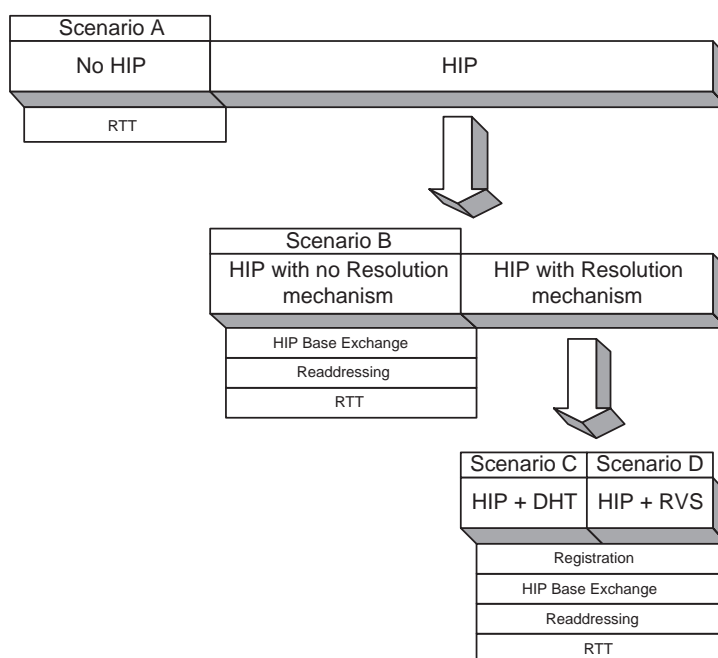 Scenario A
No HIP
HIP
RTT
Scenario B
HIP with no Resolution
mechanism
HIP with Resolution
mechanism
HIP Base Exchange
Readdressing
RTT
Scenario C
Scenario D
HIP + DHT
HIP + RVS
Registration
HIP Base Exchange
Readdressing
RTT